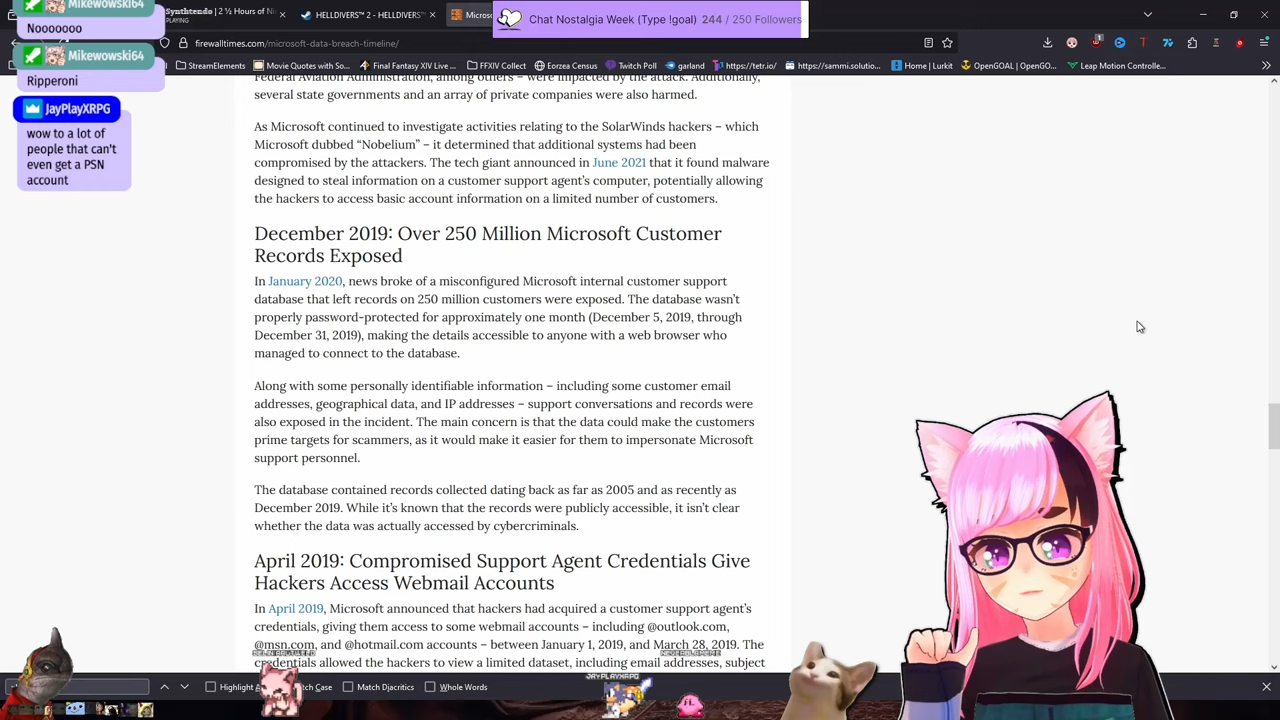 Mikewowski64
Nooooooo
Mikewowski64
Ripperoni
JayPlayXRPG
wow to a lot of
people that can't
even get a PSN
account
2 ½ Hours of Ni
PLAYING
HELLDIVERS™ 2 - HELLDIVERS
Microso
Chat Nostalgia Week (Type !goal) 244 / 250 Followers
firewalltimes.com/microsoft-data-breach-timeline/
StreamElements
Movie Quotes with So...
Final Fantasy XIV Live ...
FFXIV Collect
Eorzea Census
Twitch Poll
garland
https://tetr.io/
https://sammi.solutio...
Home | Lurkit
OpenGOAL / OpenGO...
Leap Motion Controlle...
Federal Aviation Administration, among others – were impacted by the attack. Additionally,
several state governments and an array of private companies were also harmed.
As Microsoft continued to investigate activities relating to the SolarWinds hackers – which
Microsoft dubbed “Nobelium” – it determined that additional systems had been
compromised by the attackers. The tech giant announced in June 2021 that it found malware
designed to steal information on a customer support agent’s computer, potentially allowing
the hackers to access basic account information on a limited number of customers.
December 2019: Over 250 Million Microsoft Customer
Records Exposed
In January 2020, news broke of a misconfigured Microsoft internal customer support
database that left records on 250 million customers were exposed. The database wasn’t
properly password-protected for approximately one month (December 5, 2019, through
December 31, 2019), making the details accessible to anyone with a web browser who
managed to connect to the database.
Along with some personally identifiable information – including some customer email
addresses, geographical data, and IP addresses – support conversations and records were
also exposed in the incident. The main concern is that the data could make the customers
prime targets for scammers, as it would make it easier for them to impersonate Microsoft
support personnel.
The database contained records collected dating back as far as 2005 and as recently as
December 2019. While it’s known that the records were publicly accessible, it isn’t clear
whether the data was actually accessed by cybercriminals.
April 2019: Compromised Support Agent Credentials Give
Hackers Access Webmail Accounts
In April 2019, Microsoft announced that hackers had acquired a customer support agent’s
credentials, giving them access to some webmail accounts – including @outlook.com,
@msn.com, and @hotmail.com accounts – between January 1, 2019, and March 28, 2019. The
credentials allowed the hackers to view a limited dataset, including email addresses, subject
JAYPLAYXRPG
Highlight
tch Case
Match Diacritics
Whole Words